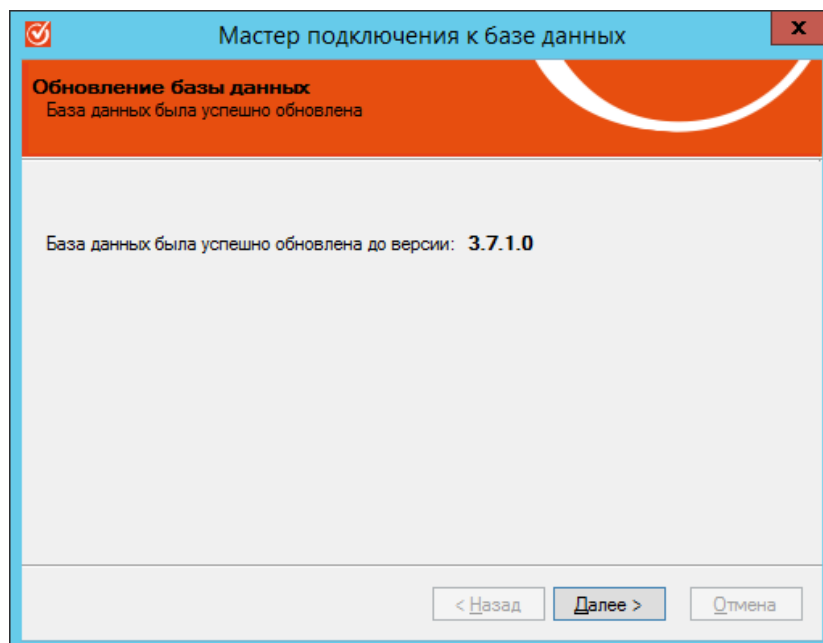 Мастер подключения к базе данных
x
Обновление базы данных
База данных была успешно обновлена
База данных была успешно обновлена до версии: 3.7.1.0
< Назад Далее > Отмена